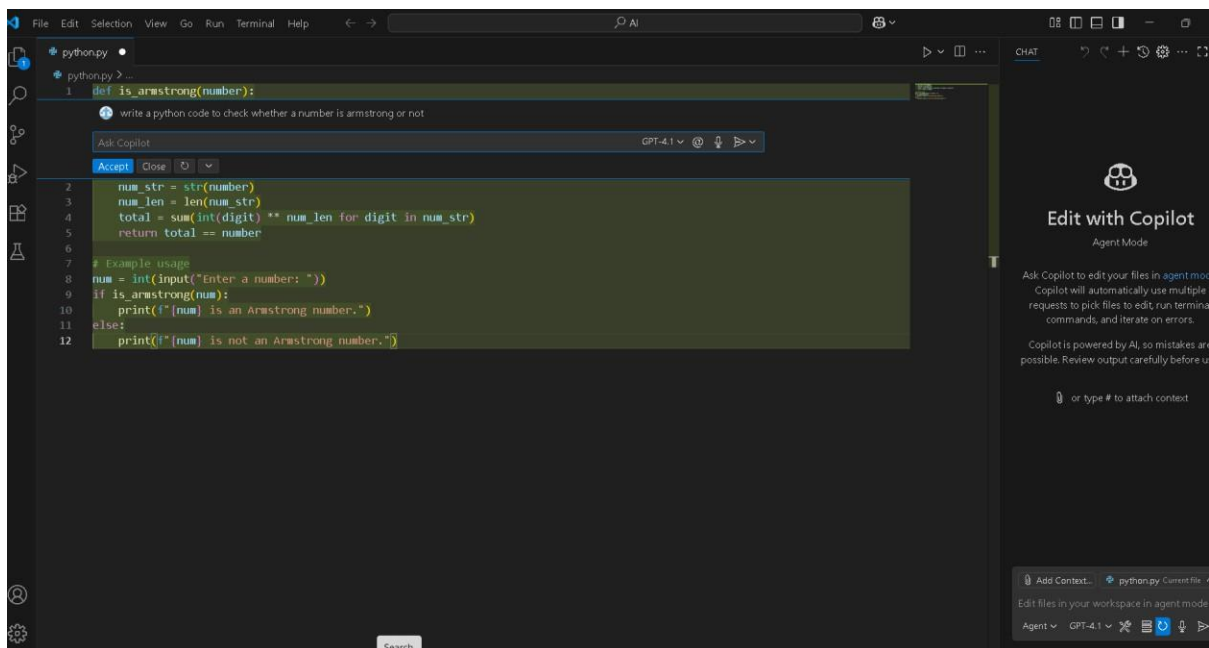 File Edit Selection View Go Run Terminal Help
AI
python.py
python.py > ...
1 def is_armstrong(number):
write a python code to check whether a number is armstrong or not
Ask Copilot GPT-4.1 @
Accept Close
2 num_str = str(number)
3 num_len = len(num_str)
4 total = sum(int(digit) ** num_len for digit in num_str)
5 return total == number
6
7 # Example usage
8 num = int(input("Enter a number: "))
9 if is_armstrong(num):
10 print(f"{num} is an Armstrong number.")
11 else:
12 print(f"{num} is not an Armstrong number.")
CHAT
Edit with Copilot
Agent Mode
Ask Copilot to edit your files in agent mod
Copilot will automatically use multiple
requests to pick files to edit, run termina
commands, and iterate on errors.
Copilot is powered by AI, so mistakes are
possible. Review output carefully before u
or type # to attach context
Add Context... python.py Current file
Edit files in your workspace in agent mode
Agent GPT-4.1
Search